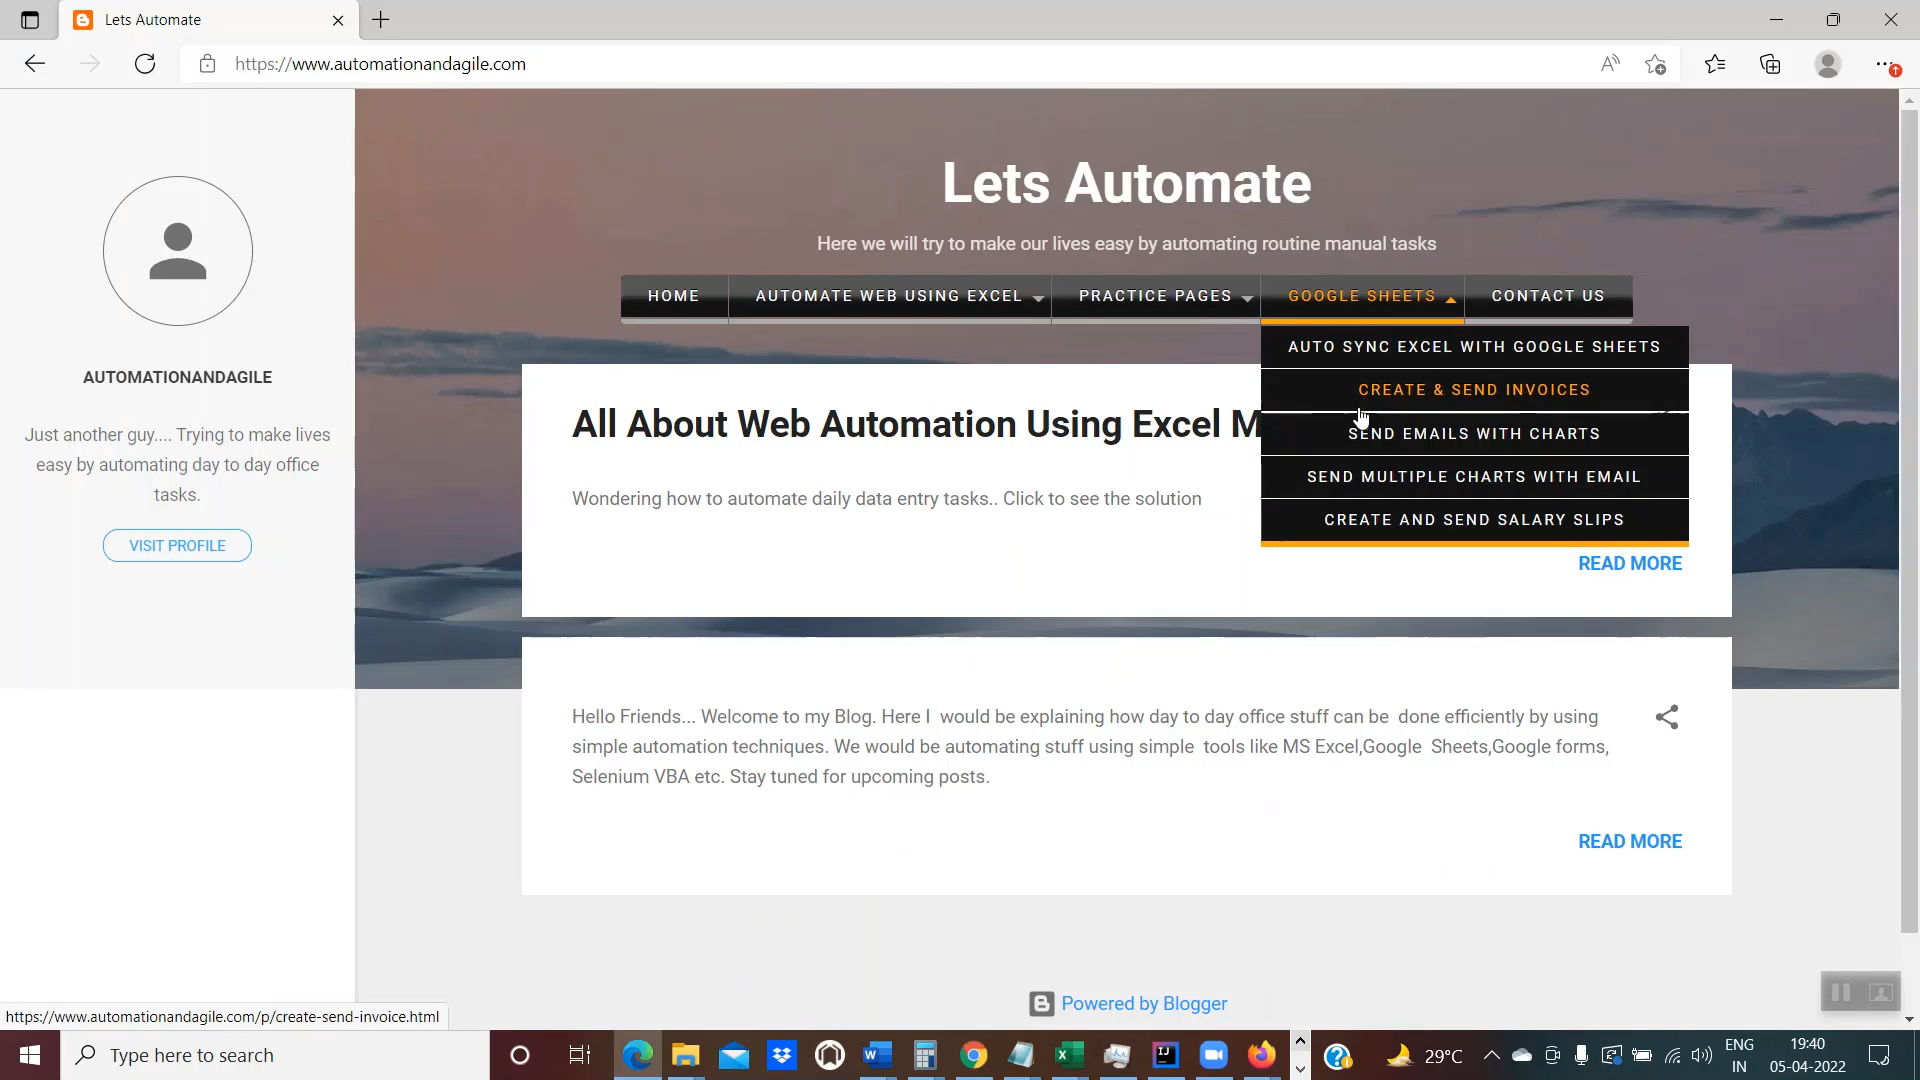 Lets Automate
https://www.automationandagile.com
Lets Automate
Here we will try to make our lives easy by automating routine manual tasks
HOME
AUTOMATE WEB USING EXCEL
PRACTICE PAGES
GOOGLE SHEETS
CONTACT US
AUTO SYNC EXCEL WITH GOOGLE SHEETS
CREATE & SEND INVOICES
SEND EMAILS WITH CHARTS
SEND MULTIPLE CHARTS WITH EMAIL
CREATE AND SEND SALARY SLIPS
AUTOMATIONANDAGILE
Just another guy.... Trying to make lives
easy by automating day to day office
tasks.
VISIT PROFILE
All About Web Automation Using Excel M
Wondering how to automate daily data entry tasks.. Click to see the solution
READ MORE
Hello Friends... Welcome to my Blog. Here I would be explaining how day to day office stuff can be done efficiently by using
simple automation techniques. We would be automating stuff using simple tools like MS Excel,Google Sheets,Google forms,
Selenium VBA etc. Stay tuned for upcoming posts.
READ MORE
Powered by Blogger
https://www.automationandagile.com/p/create-send-invoice.html
Type here to search
29°C
ENG
IN
19:40
05-04-2022